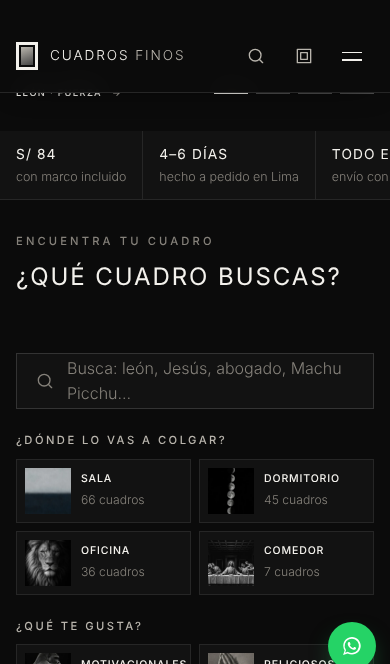 CUADROS FINOS
LEÓN · FUERZA →
S/ 84
con marco incluido
4–6 DÍAS
hecho a pedido en Lima
TODO E
envío con
ENCUENTRA TU CUADRO
¿QUÉ CUADRO BUSCAS?
Busca: león, Jesús, abogado, Machu
Picchu...
¿DÓNDE LO VAS A COLGAR?
SALA
66 cuadros
DORMITORIO
45 cuadros
OFICINA
36 cuadros
COMEDOR
7 cuadros
¿QUÉ TE GUSTA?
MOTIVACIONALES
RELIGIOSOS